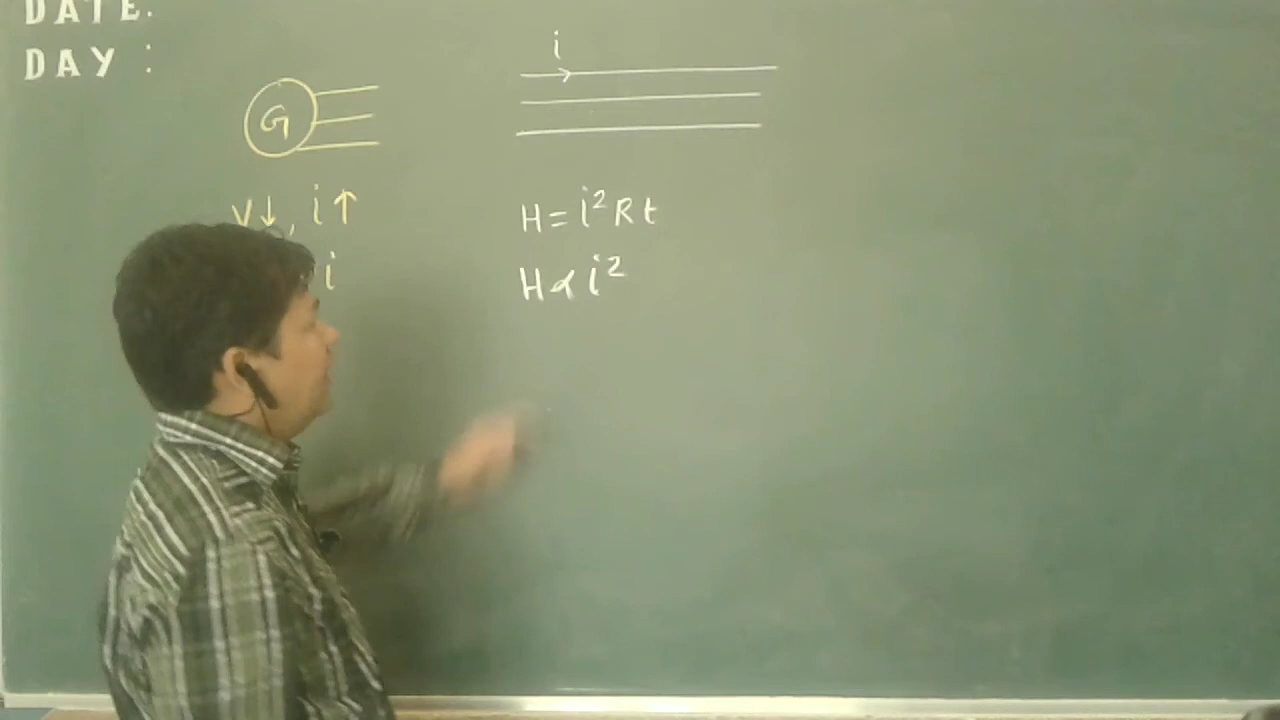 DATE:
DAY :
i
G
V↓, i↑
i
H = i²Rt
H ∝ i²